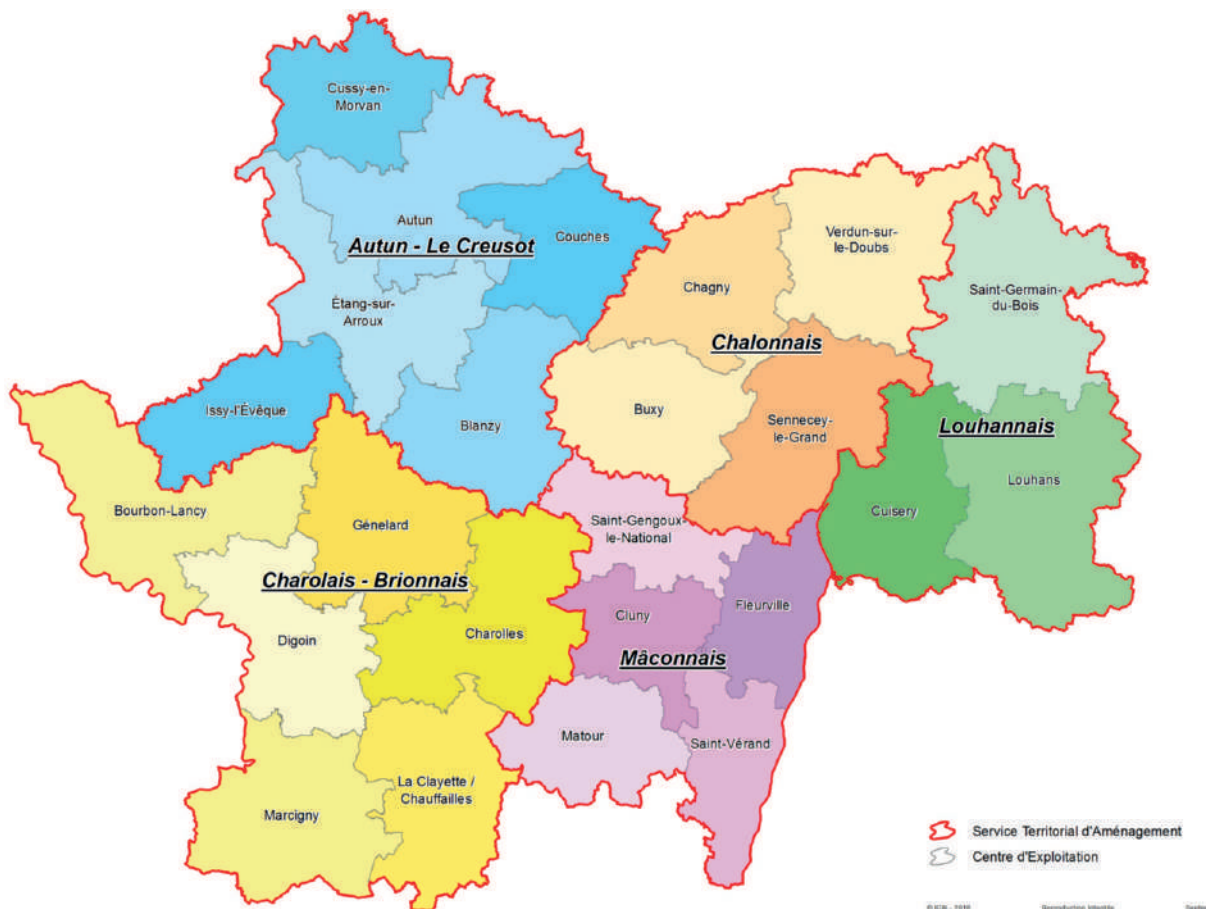 Cussy-en-
Morvan
Autun
Autun - Le Creusot
Couches
Étang-sur-
Arroux
Issy-l'Évêque
Blanzy
Verdun-sur-
le-Doubs
Chagny
Saint-Germain-
du-Bois
Chalonnais
Buxy
Sennecey-
le-Grand
Louhannais
Louhans
Cuisery
Bourbon-Lancy
Génelard
Saint-Gengoux-
le-National
Charolais - Brionnais
Fleurville
Cluny
Digoin
Charolles
Mâconnais
Matour
Saint-Vérand
La Clayette /
Chauffailles
Marcigny
Service Territorial d'Aménagement
Centre d'Exploitation
Reproduction interdite